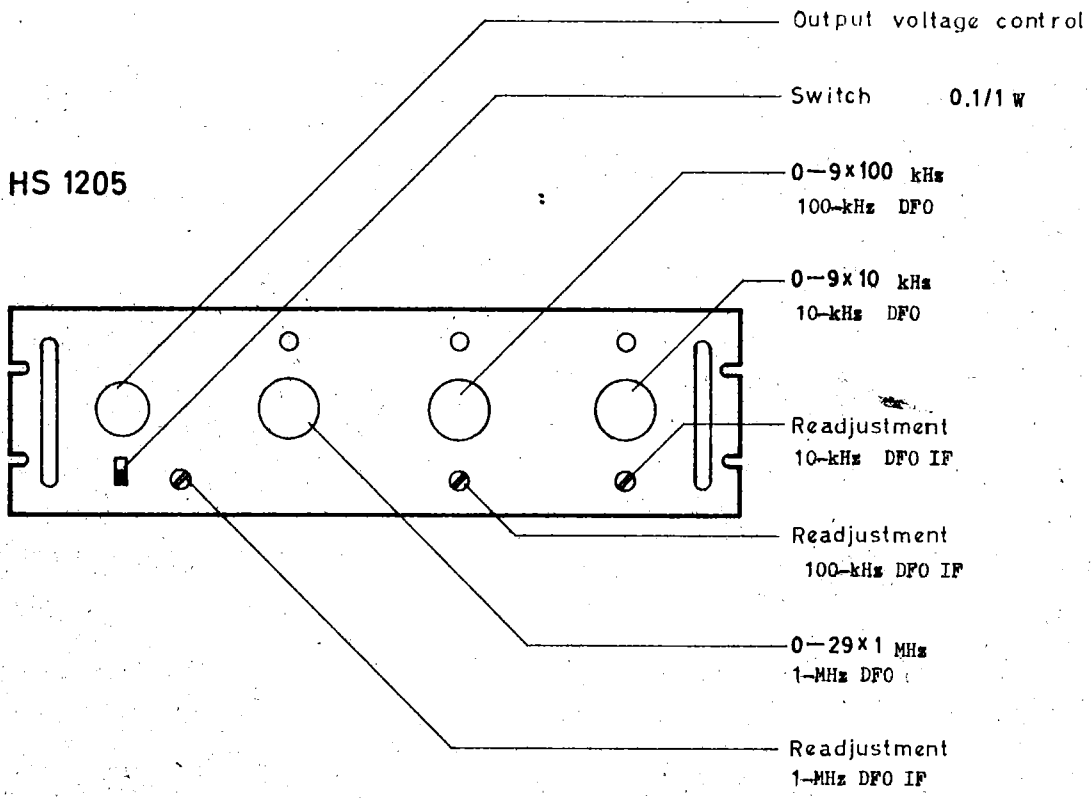 Output voltage control
Switch 0.1/1 W
HS 1205
0—9×100 kHz
100-kHz DFO
0—9×10 kHz
10-kHz DFO
Readjustment
10-kHz DFO IF
Readjustment
100-kHz DFO IF
0—29×1 MHz
1-MHz DFO
Readjustment
1-MHz DFO IF